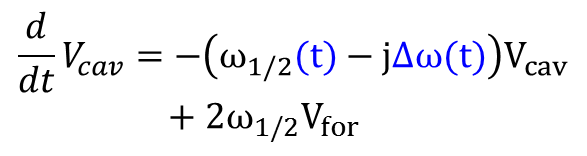 d/dt V_cav = −(ω_1/2(t) − jΔω(t))V_cav
+ 2ω_1/2V_for